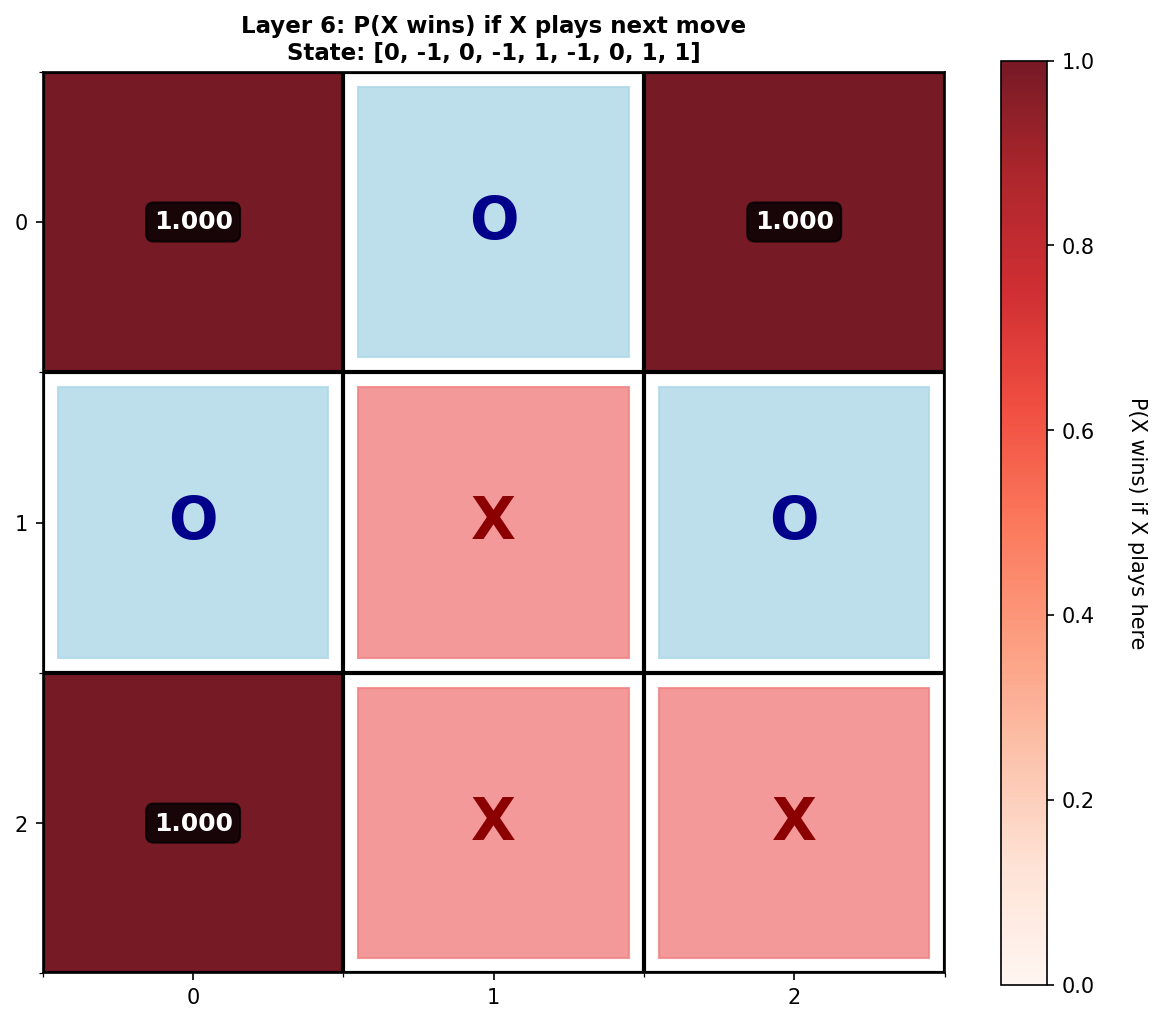 Layer 6: P(X wins) if X plays next move
State: [0, -1, 0, -1, 1, -1, 0, 1, 1]
0
1.000
O
1.000
1
O
X
O
2
1.000
X
X
0
1
2
1.0
0.8
0.6
0.4
0.2
0.0
P(X wins) if X plays here